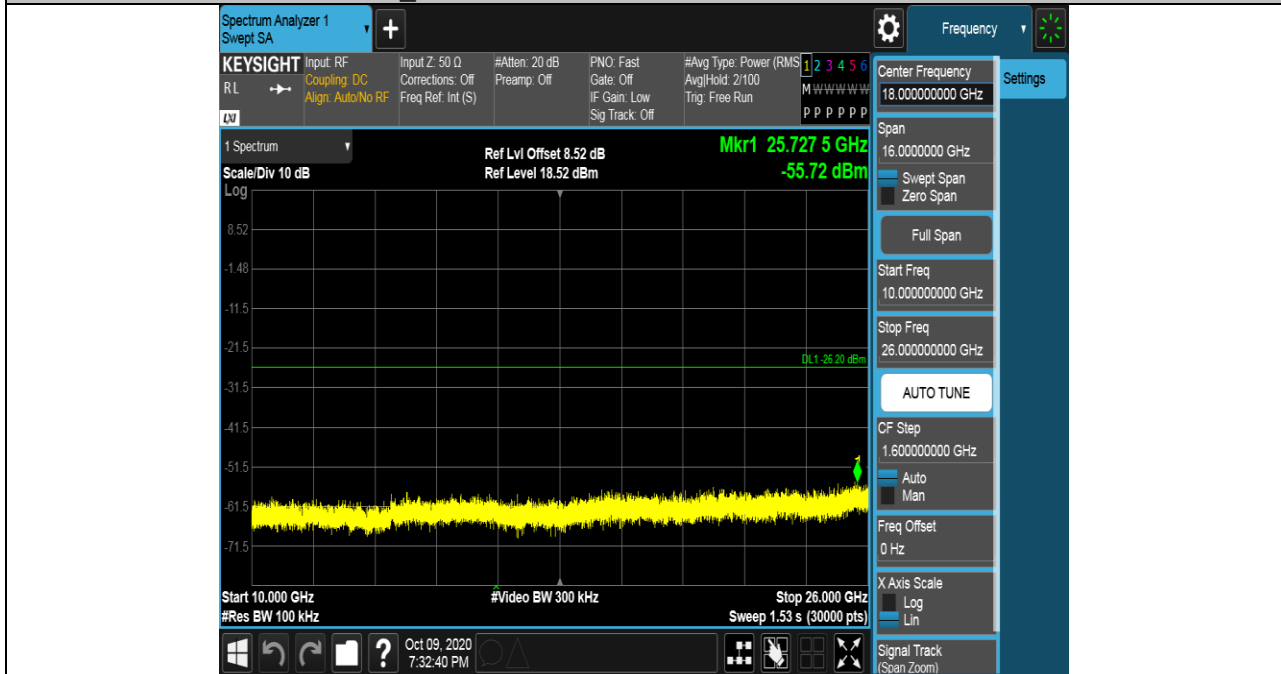 Spectrum Analyzer 1
Swept SA
+
Frequency
KEYSIGHT
RL
LXI
Input: RF
Coupling: DC
Align: Auto/No RF
Input Z: 50 Ω
Corrections: Off
Freq Ref: Int (S)
#Atten: 20 dB
Preamp: Off
PNO: Fast
Gate: Off
IF Gain: Low
Sig Track: Off
#Avg Type: Power (RMS
Avg|Hold: 2/100
Trig: Free Run
1 2 3 4 5 6
M W W W W W
P P P P P P
Center Frequency
18.000000000 GHz
Settings
1 Spectrum
Ref Lvl Offset 8.52 dB
Mkr1 25.727 5 GHz
Scale/Div 10 dB
Ref Level 18.52 dBm
-55.72 dBm
Log
8.52
-1.48
-11.5
-21.5
DL1 -26.20 dBm
-31.5
-41.5
-51.5
1
-61.5
-71.5
Start 10.000 GHz
#Video BW 300 kHz
Stop 26.000 GHz
#Res BW 100 kHz
Sweep 1.53 s (30000 pts)
Span
16.0000000 GHz
Swept Span
Zero Span
Full Span
Start Freq
10.000000000 GHz
Stop Freq
26.000000000 GHz
AUTO TUNE
CF Step
1.600000000 GHz
Auto
Man
Freq Offset
0 Hz
X Axis Scale
Log
Lin
Signal Track
(Span Zoom)
?
Oct 09, 2020
7:32:40 PM